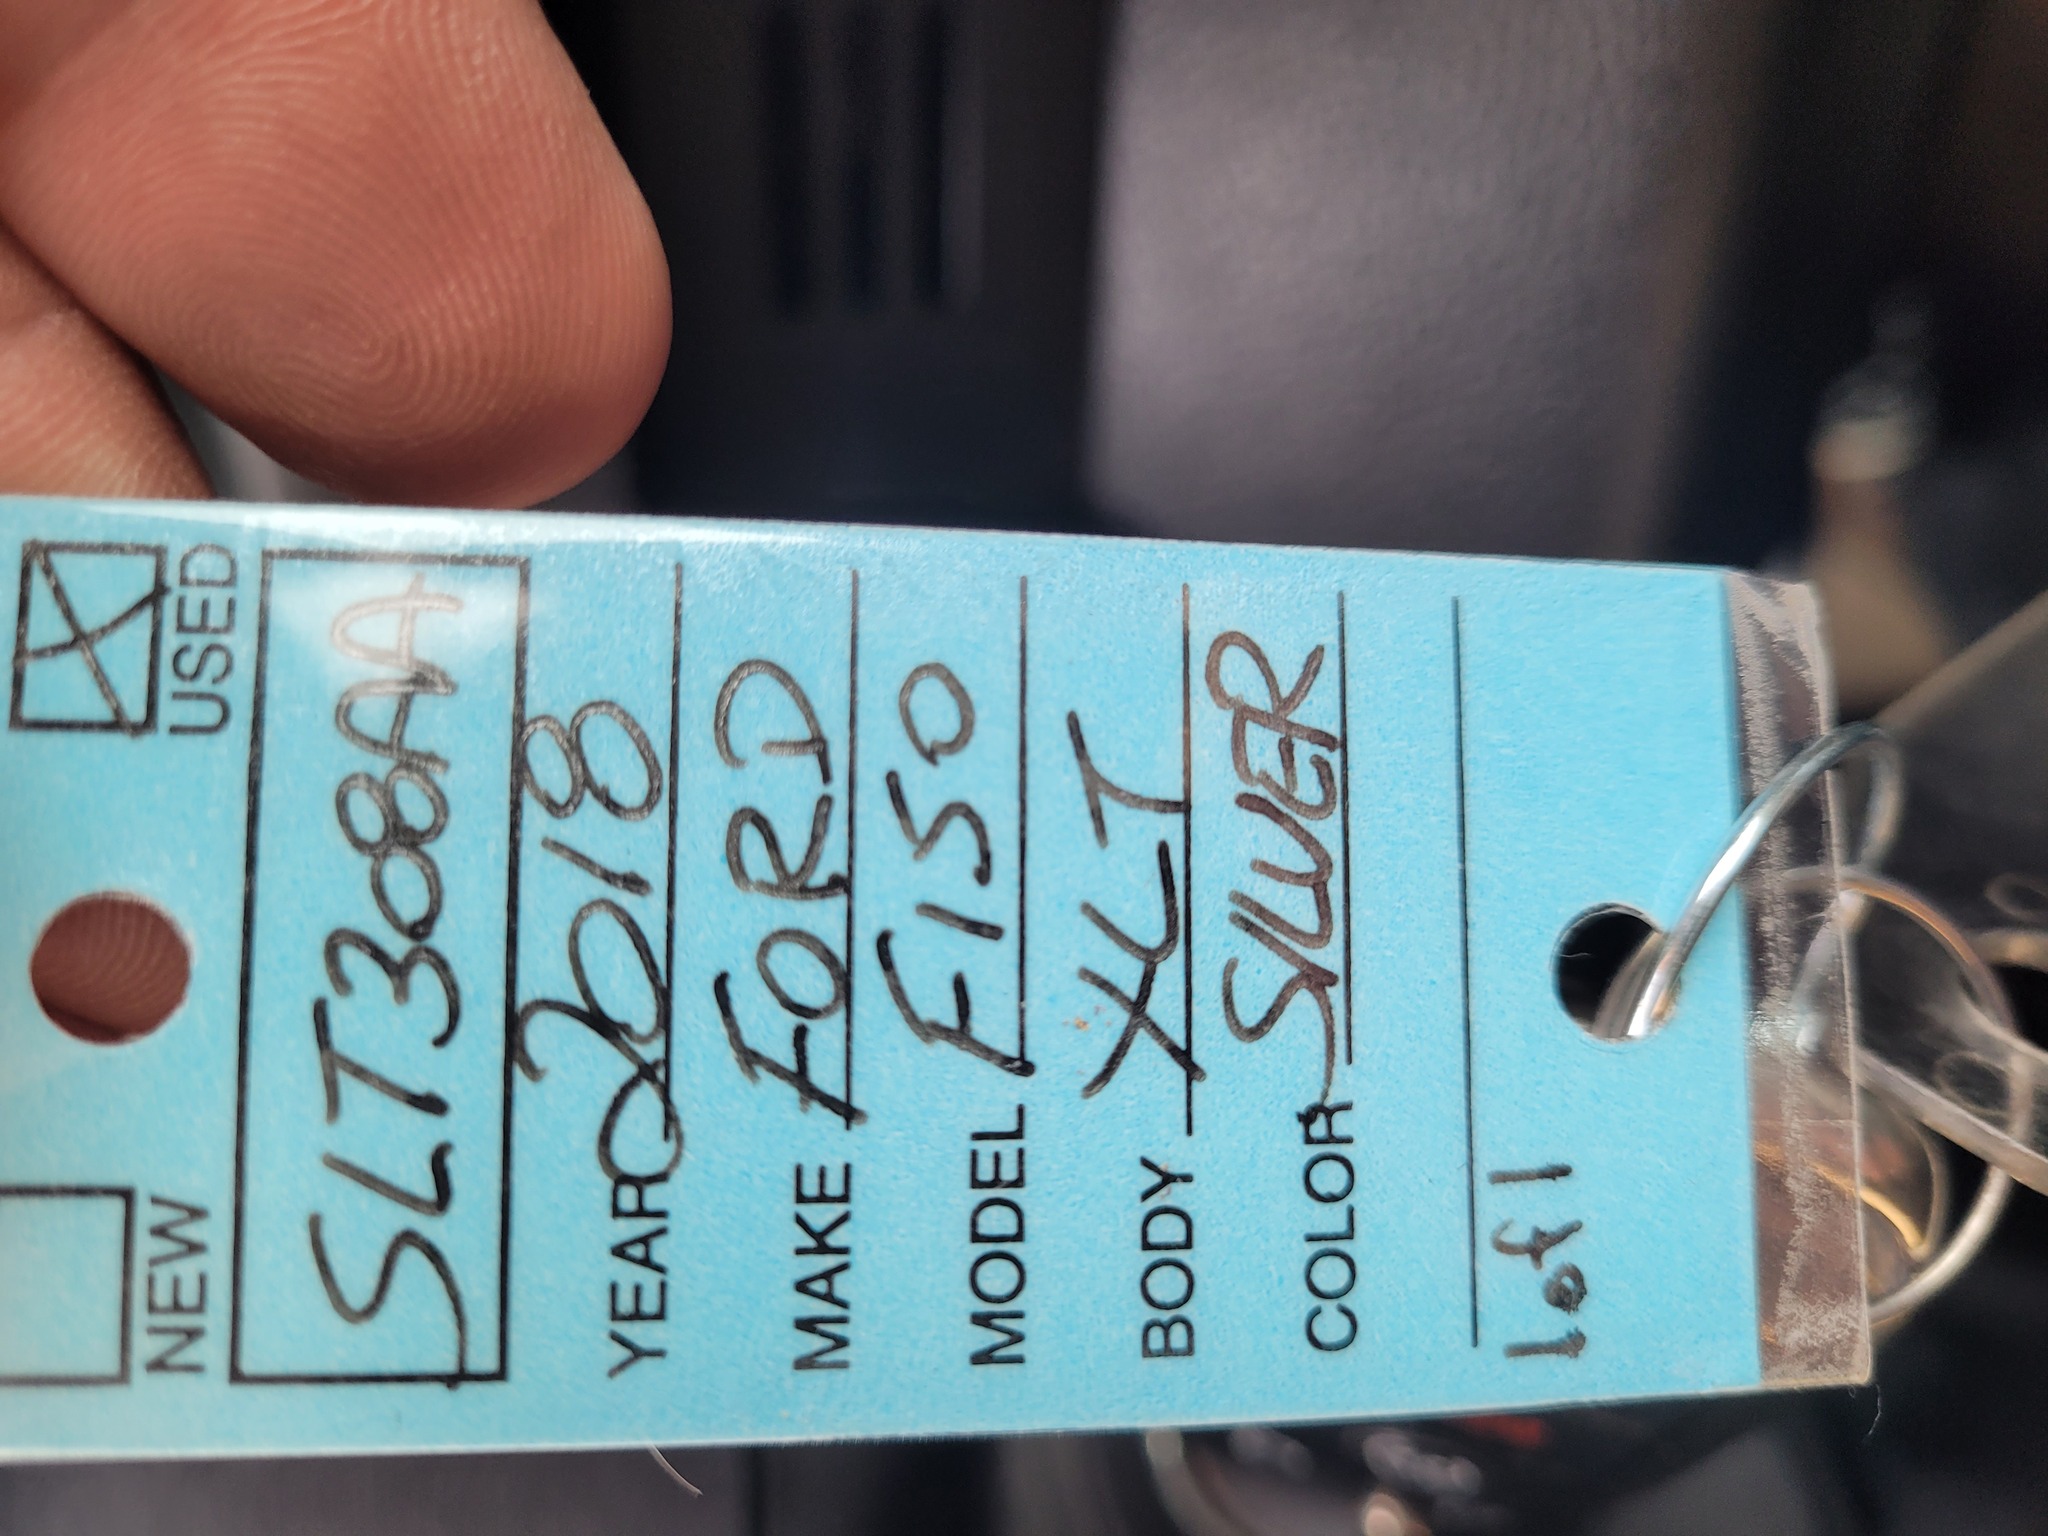 NEW USED
SLT308AA
YEAR 2018
MAKE FORD
MODEL F150
BODY XLT
COLOR SILVER
1 of 1